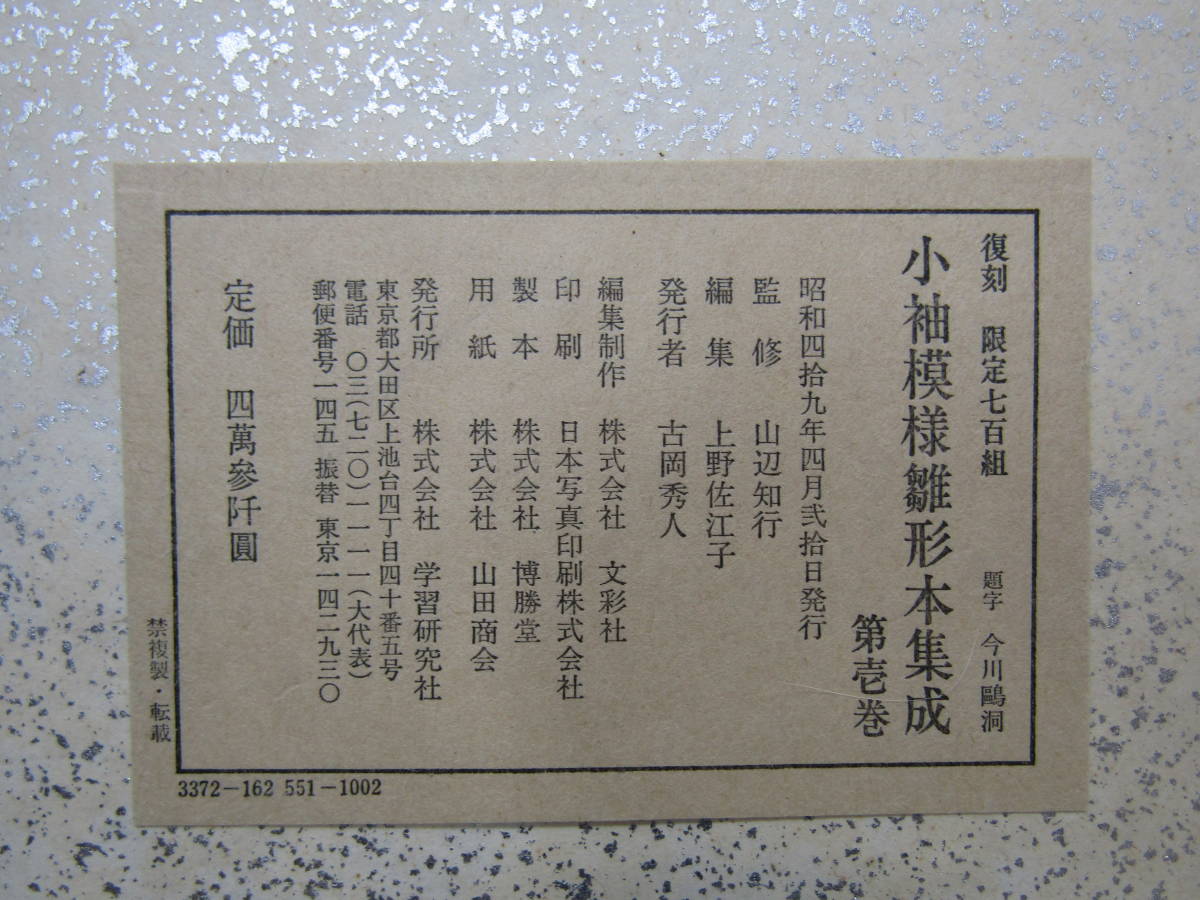 復刻　限定七百組　題字　今川鷗洞
小袖模様雛形本集成
第壱巻
昭和四拾九年四月弐拾日発行
監修　山辺知行
編集　上野佐江子
発行者　古岡秀人
編集制作　株式会社　文彩社
印刷　日本写真印刷株式会社
製本　株式会社　博勝堂
用紙　株式会社　山田商会
発行所　株式会社　学習研究社
東京都大田区上池台四丁目四十番五号
電話　〇三(七二〇)一一一一(大代表)
郵便番号一四五　振替　東京一四二九三〇
定価　四萬參阡圓
禁複製・転載
3372-162 551-1002